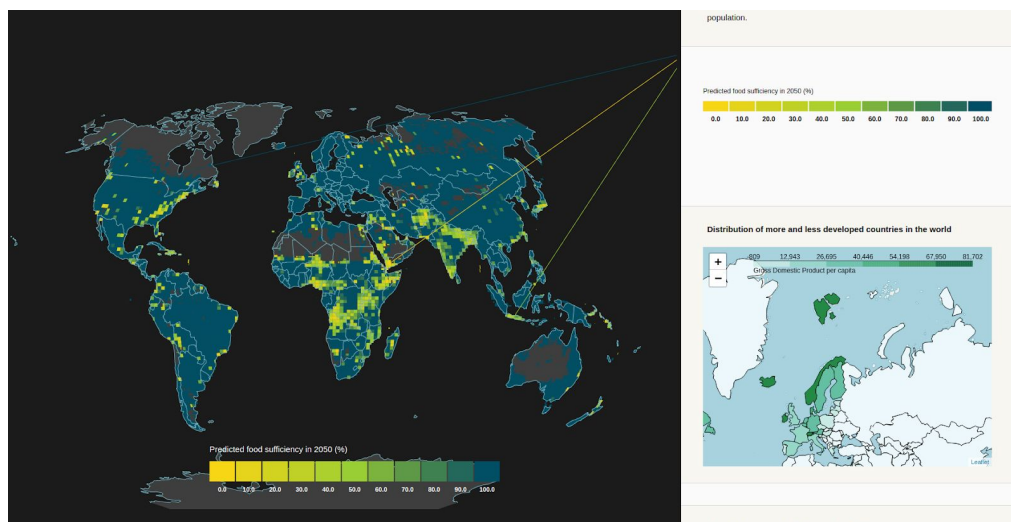 population.
Predicted food sufficiency in 2050 (%)
0.0 10.0 20.0 30.0 40.0 50.0 60.0 70.0 80.0 90.0 100.0
Distribution of more and less developed countries in the world
+
−
809 12,943 26,695 40,446 54,198 67,950 81,702
Gross Domestic Product per capita
Leaflet
Predicted food sufficiency in 2050 (%)
0.0 10.0 20.0 30.0 40.0 50.0 60.0 70.0 80.0 90.0 100.0